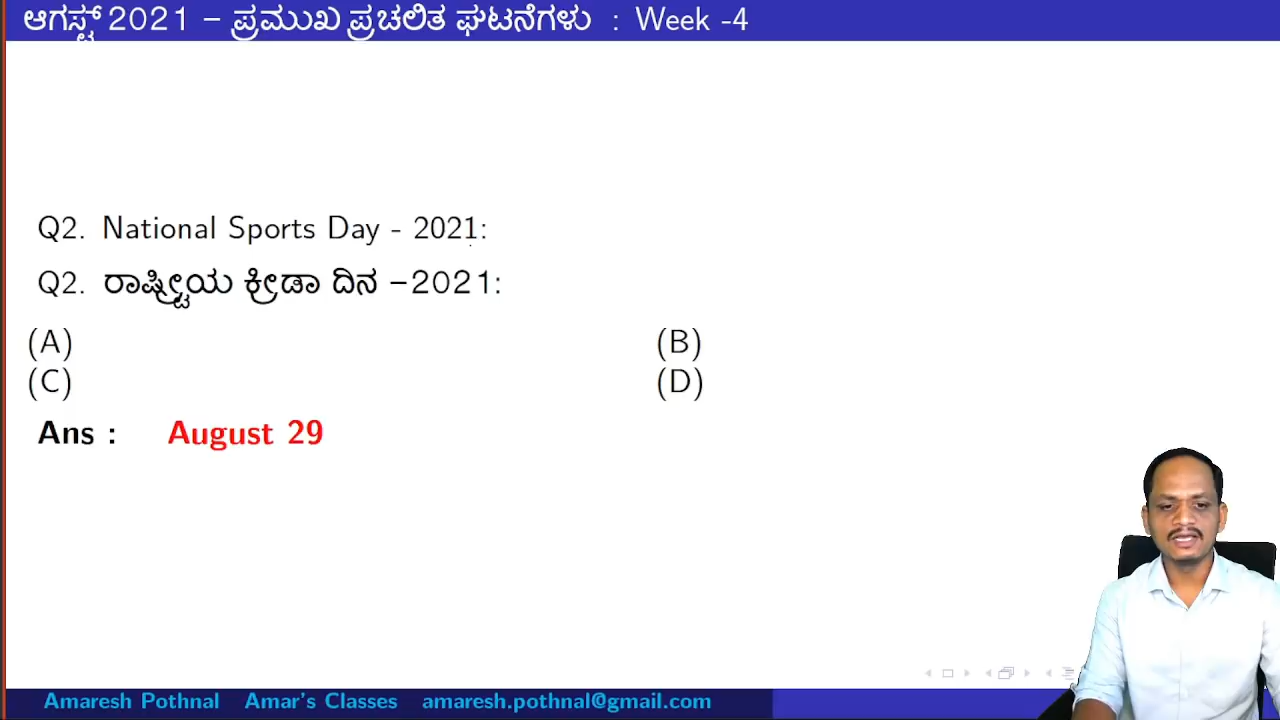 ಆಗಸ್ಟ್ 2021 – ಪ್ರಮುಖ ಪ್ರಚಲಿತ ಘಟನೆಗಳು : Week -4
Q2. National Sports Day - 2021:
Q2. ರಾಷ್ಟ್ರೀಯ ಕ್ರೀಡಾ ದಿನ –2021:
(A) (B)
(C) (D)
Ans : August 29
Amaresh Pothnal Amar's Classes amaresh.pothnal@gmail.com